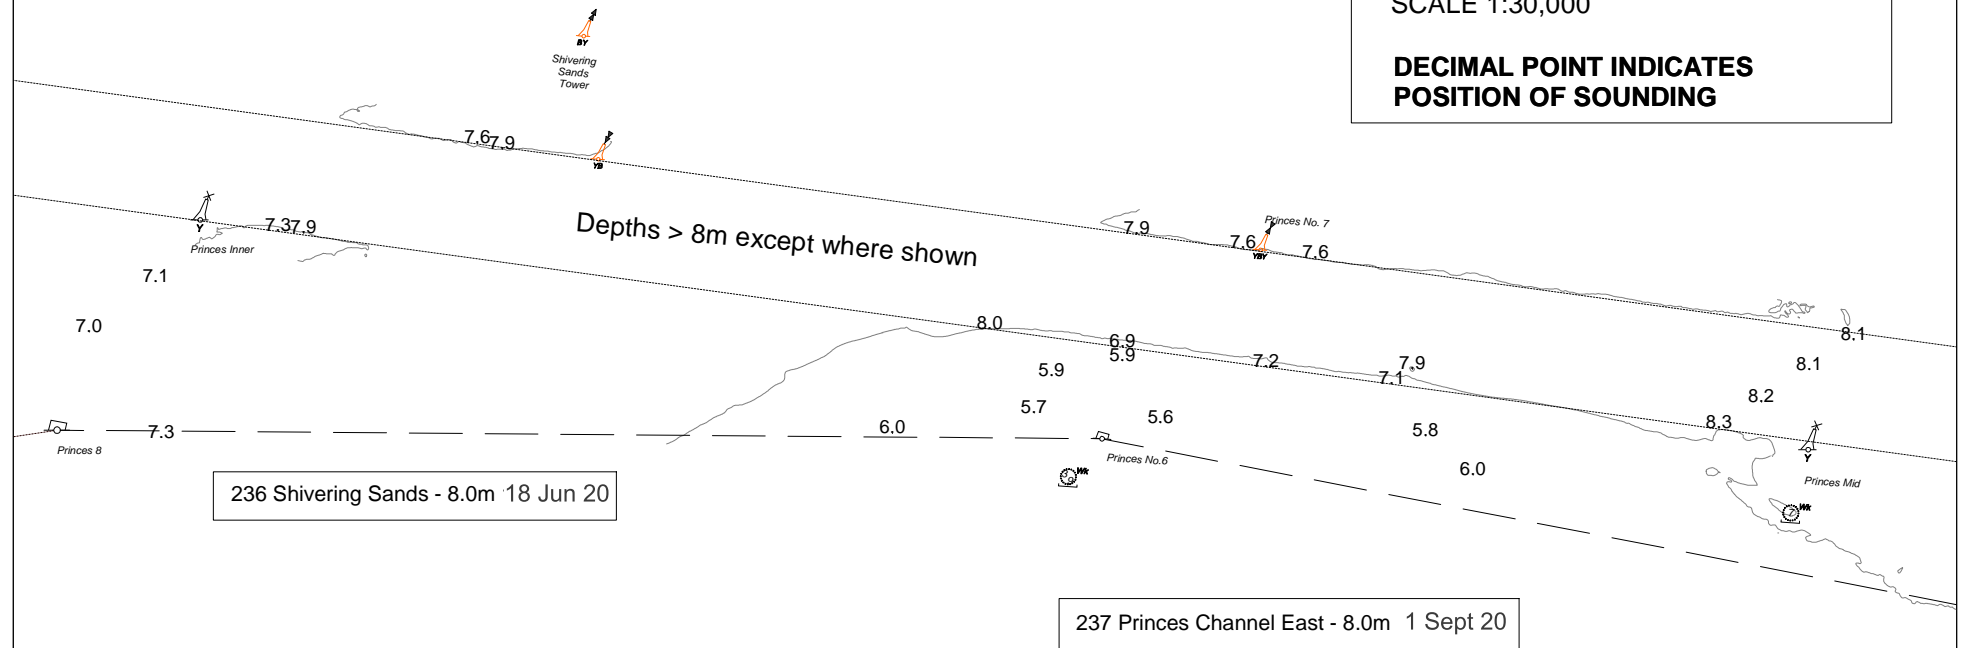 SCALE 1:30,000
DECIMAL POINT INDICATES
POSITION OF SOUNDING
BY
Shivering
Sands
Tower
7.6
7.9
YB
Y
Princes Inner
7.3
7.9
7.1
7.0
Depths > 8m except where shown
7.9
7.6
Princes No. 7
YBY
7.6
8.1
8.1
8.2
8.3
8.0
6.9
5.9
5.9
5.7
7.2
7.9
7.1
5.6
5.8
6.0
6.0
Princes 8
7.3
Princes No.6
Wk
Y
Princes Mid
Wk
7
236 Shivering Sands - 8.0m 18 Jun 20
237 Princes Channel East - 8.0m 1 Sept 20